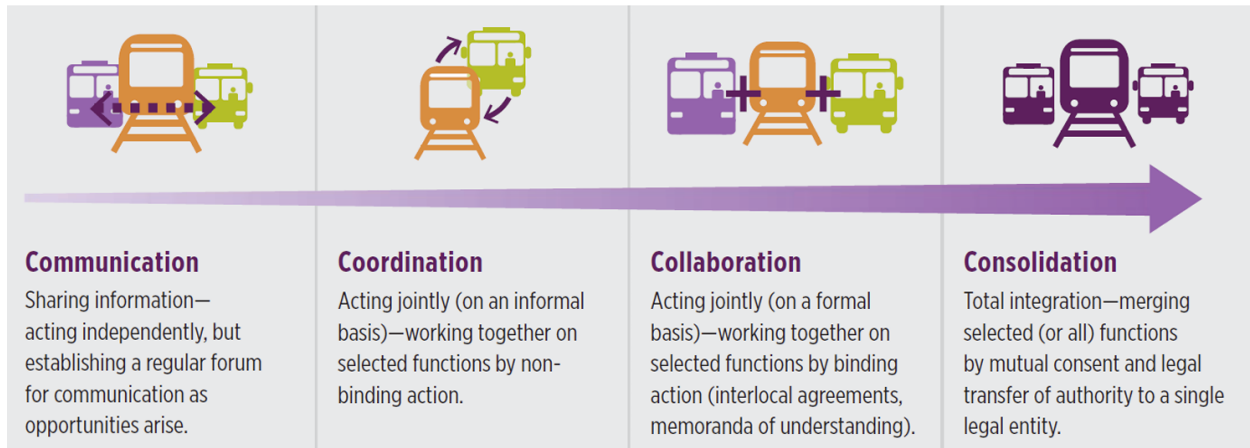 Communication
Sharing information—
acting independently, but
establishing a regular forum
for communication as
opportunities arise.
Coordination
Acting jointly (on an informal
basis)—working together on
selected functions by non-
binding action.
Collaboration
Acting jointly (on a formal
basis)—working together on
selected functions by binding
action (interlocal agreements,
memoranda of understanding).
Consolidation
Total integration—merging
selected (or all) functions
by mutual consent and legal
transfer of authority to a single
legal entity.